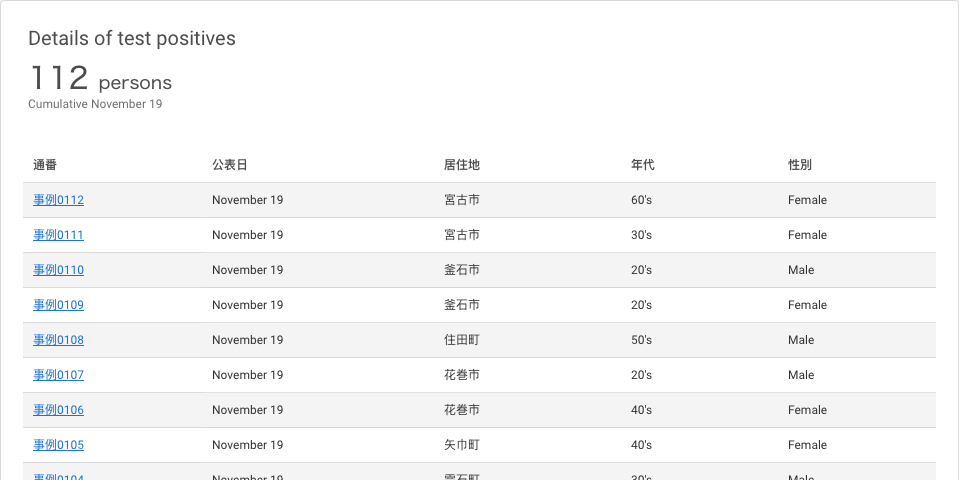 Details of test positives
112 persons
Cumulative November 19
通番 公表日 居住地 年代 性別
事例0112 November 19 宮古市 60's Female
事例0111 November 19 宮古市 30's Female
事例0110 November 19 釜石市 20's Male
事例0109 November 19 釜石市 20's Female
事例0108 November 19 住田町 50's Male
事例0107 November 19 花巻市 20's Male
事例0106 November 19 花巻市 40's Female
事例0105 November 19 矢巾町 40's Female
事例0104 November 19 雫石町 30's Male